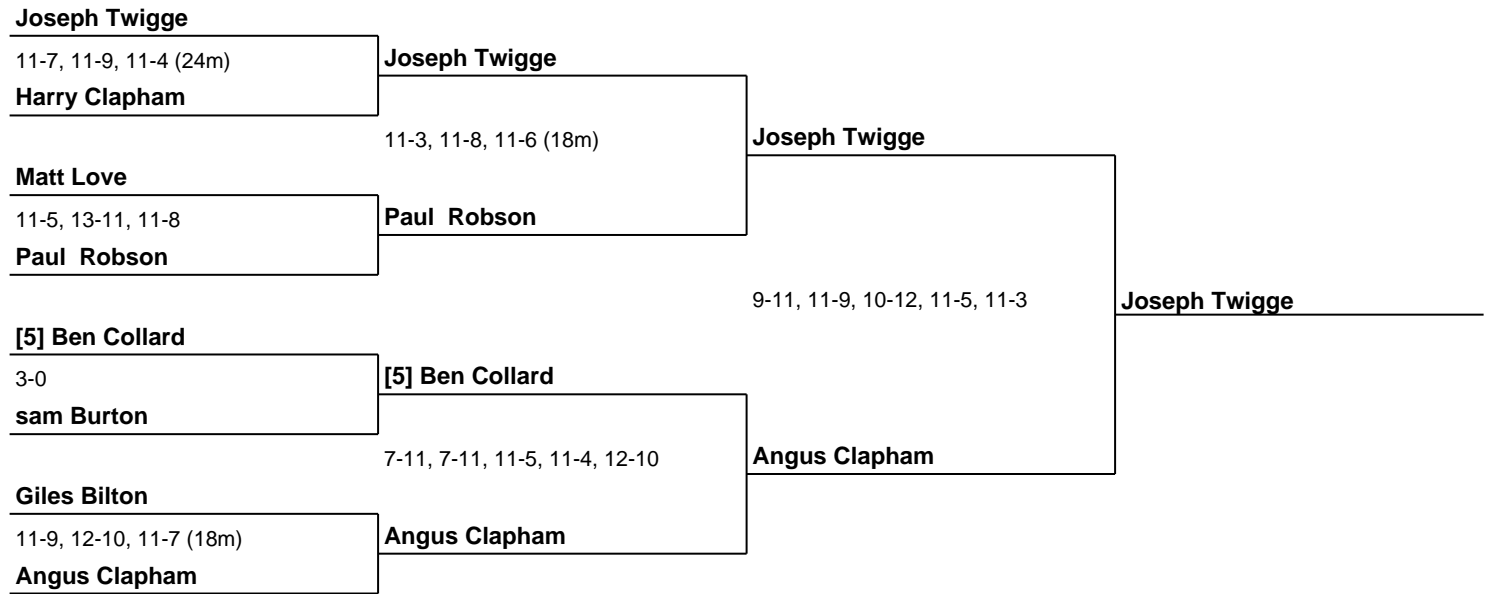 Joseph Twigge
11-7, 11-9, 11-4 (24m)
Harry Clapham
Matt Love
11-5, 13-11, 11-8
Paul  Robson
[5] Ben Collard
3-0
sam Burton
Giles Bilton
11-9, 12-10, 11-7 (18m)
Angus Clapham
Joseph Twigge
11-3, 11-8, 11-6 (18m)
Paul  Robson
[5] Ben Collard
7-11, 7-11, 11-5, 11-4, 12-10
Angus Clapham
Joseph Twigge
9-11, 11-9, 10-12, 11-5, 11-3
Angus Clapham
Joseph Twigge